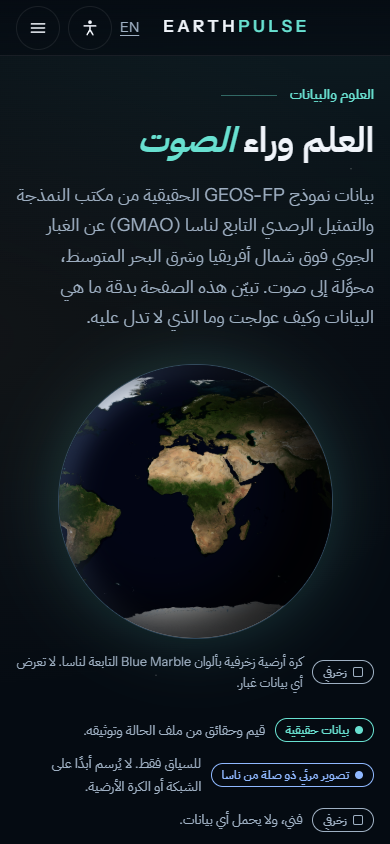 EN EARTHPULSE
العلوم والبيانات
العلم وراء الصوت
بيانات نموذج GEOS-FP الحقيقية من مكتب النمذجة
والتمثيل الرصدي التابع لناسا (GMAO) عن الغبار
الجوي فوق شمال أفريقيا وشرق البحر المتوسط،
محوَّلة إلى صوت. تبيّن هذه الصفحة بدقة ما هي
البيانات وكيف عولجت وما الذي لا تدل عليه.
زخرفي
كرة أرضية زخرفية بألوان Blue Marble التابعة لناسا. لا تعرض
أي بيانات غبار.
بيانات حقيقية
قيم وحقائق من ملف الحالة وتوثيقه.
تصوير مرئي ذو صلة من ناسا
للسياق فقط. لا يُرسم أبدًا على
الشبكة أو الكرة الأرضية.
زخرفي
فني، ولا يحمل أي بيانات.